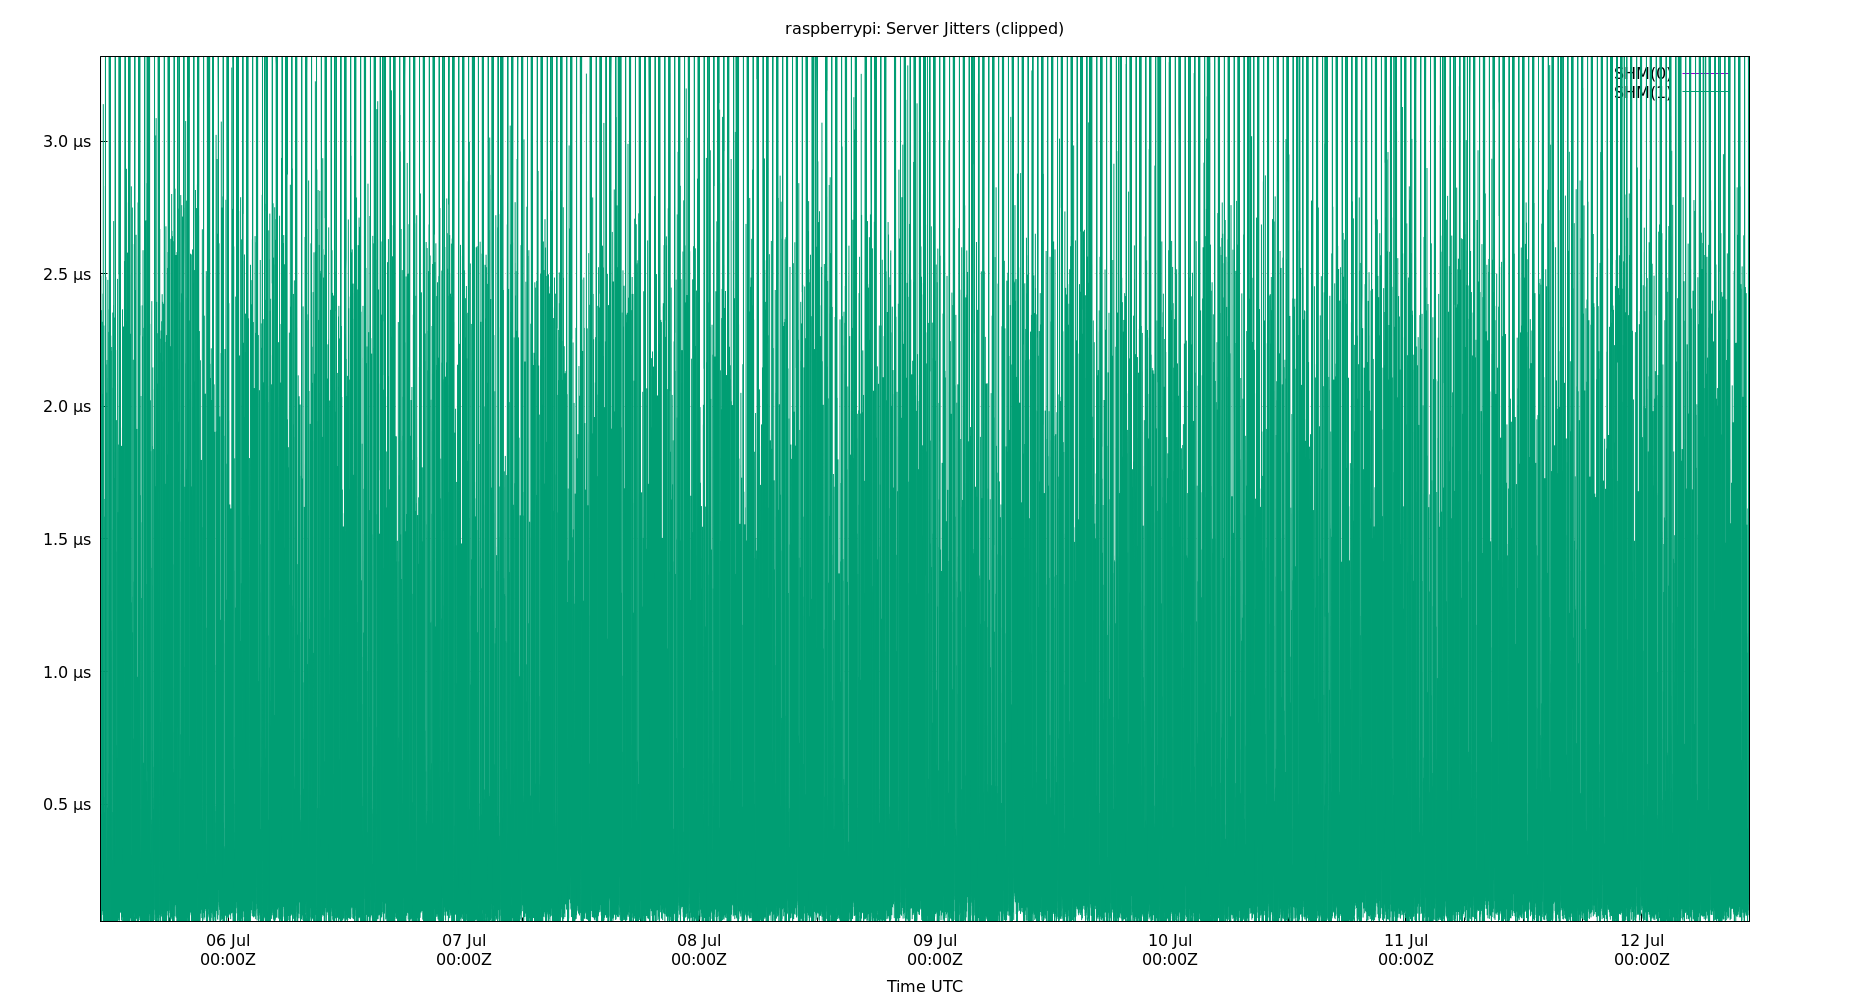 raspberrypi: Server Jitters (clipped)
SHM(0)
SHM(1)
3.0 µs
2.5 µs
2.0 µs
1.5 µs
1.0 µs
0.5 µs
06 Jul 07 Jul 08 Jul 09 Jul 10 Jul 11 Jul 12 Jul
00:00Z 00:00Z 00:00Z 00:00Z 00:00Z 00:00Z 00:00Z
Time UTC